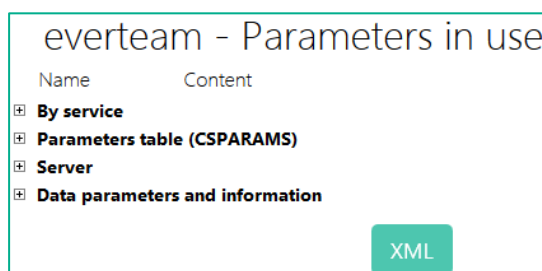 everteam - Parameters in use
Name Content
By service
Parameters table (CSPARAMS)
Server
Data parameters and information
XML